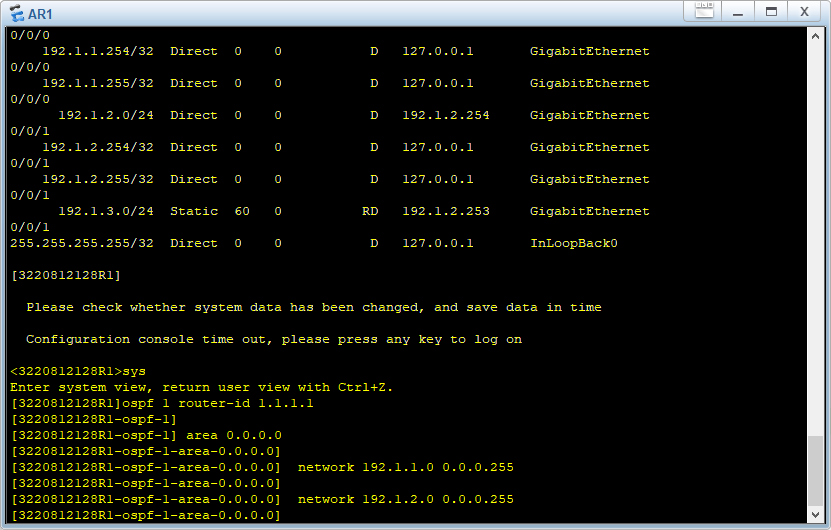 AR1
0/0/0
192.1.1.254/32 Direct 0 0 D 127.0.0.1 GigabitEthernet
0/0/0
192.1.1.255/32 Direct 0 0 D 127.0.0.1 GigabitEthernet
0/0/0
192.1.2.0/24 Direct 0 0 D 192.1.2.254 GigabitEthernet
0/0/1
192.1.2.254/32 Direct 0 0 D 127.0.0.1 GigabitEthernet
0/0/1
192.1.2.255/32 Direct 0 0 D 127.0.0.1 GigabitEthernet
0/0/1
192.1.3.0/24 Static 60 0 RD 192.1.2.253 GigabitEthernet
0/0/1
255.255.255.255/32 Direct 0 0 D 127.0.0.1 InLoopBack0
[3220812128R1]
Please check whether system data has been changed, and save data in time
Configuration console time out, please press any key to log on
<3220812128R1>sys
Enter system view, return user view with Ctrl+Z.
[3220812128R1]ospf 1 router-id 1.1.1.1
[3220812128R1-ospf-1]
[3220812128R1-ospf-1] area 0.0.0.0
[3220812128R1-ospf-1-area-0.0.0.0]
[3220812128R1-ospf-1-area-0.0.0.0] network 192.1.1.0 0.0.0.255
[3220812128R1-ospf-1-area-0.0.0.0]
[3220812128R1-ospf-1-area-0.0.0.0] network 192.1.2.0 0.0.0.255
[3220812128R1-ospf-1-area-0.0.0.0]